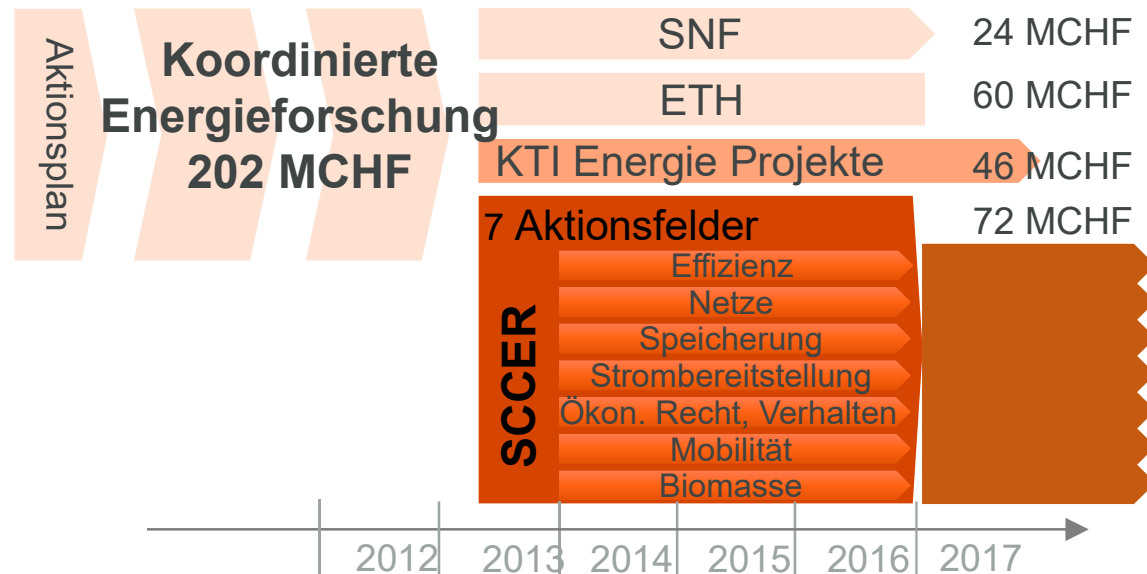 Aktionsplan
Koordinierte
Energieforschung
202 MCHF
SNF
24 MCHF
ETH
60 MCHF
KTI Energie Projekte
46 MCHF
7 Aktionsfelder
72 MCHF
SCCER
Effizienz
Netze
Speicherung
Strombereitstellung
Ökon. Recht, Verhalten
Mobilität
Biomasse
2012 2013 2014 2015 2016 2017